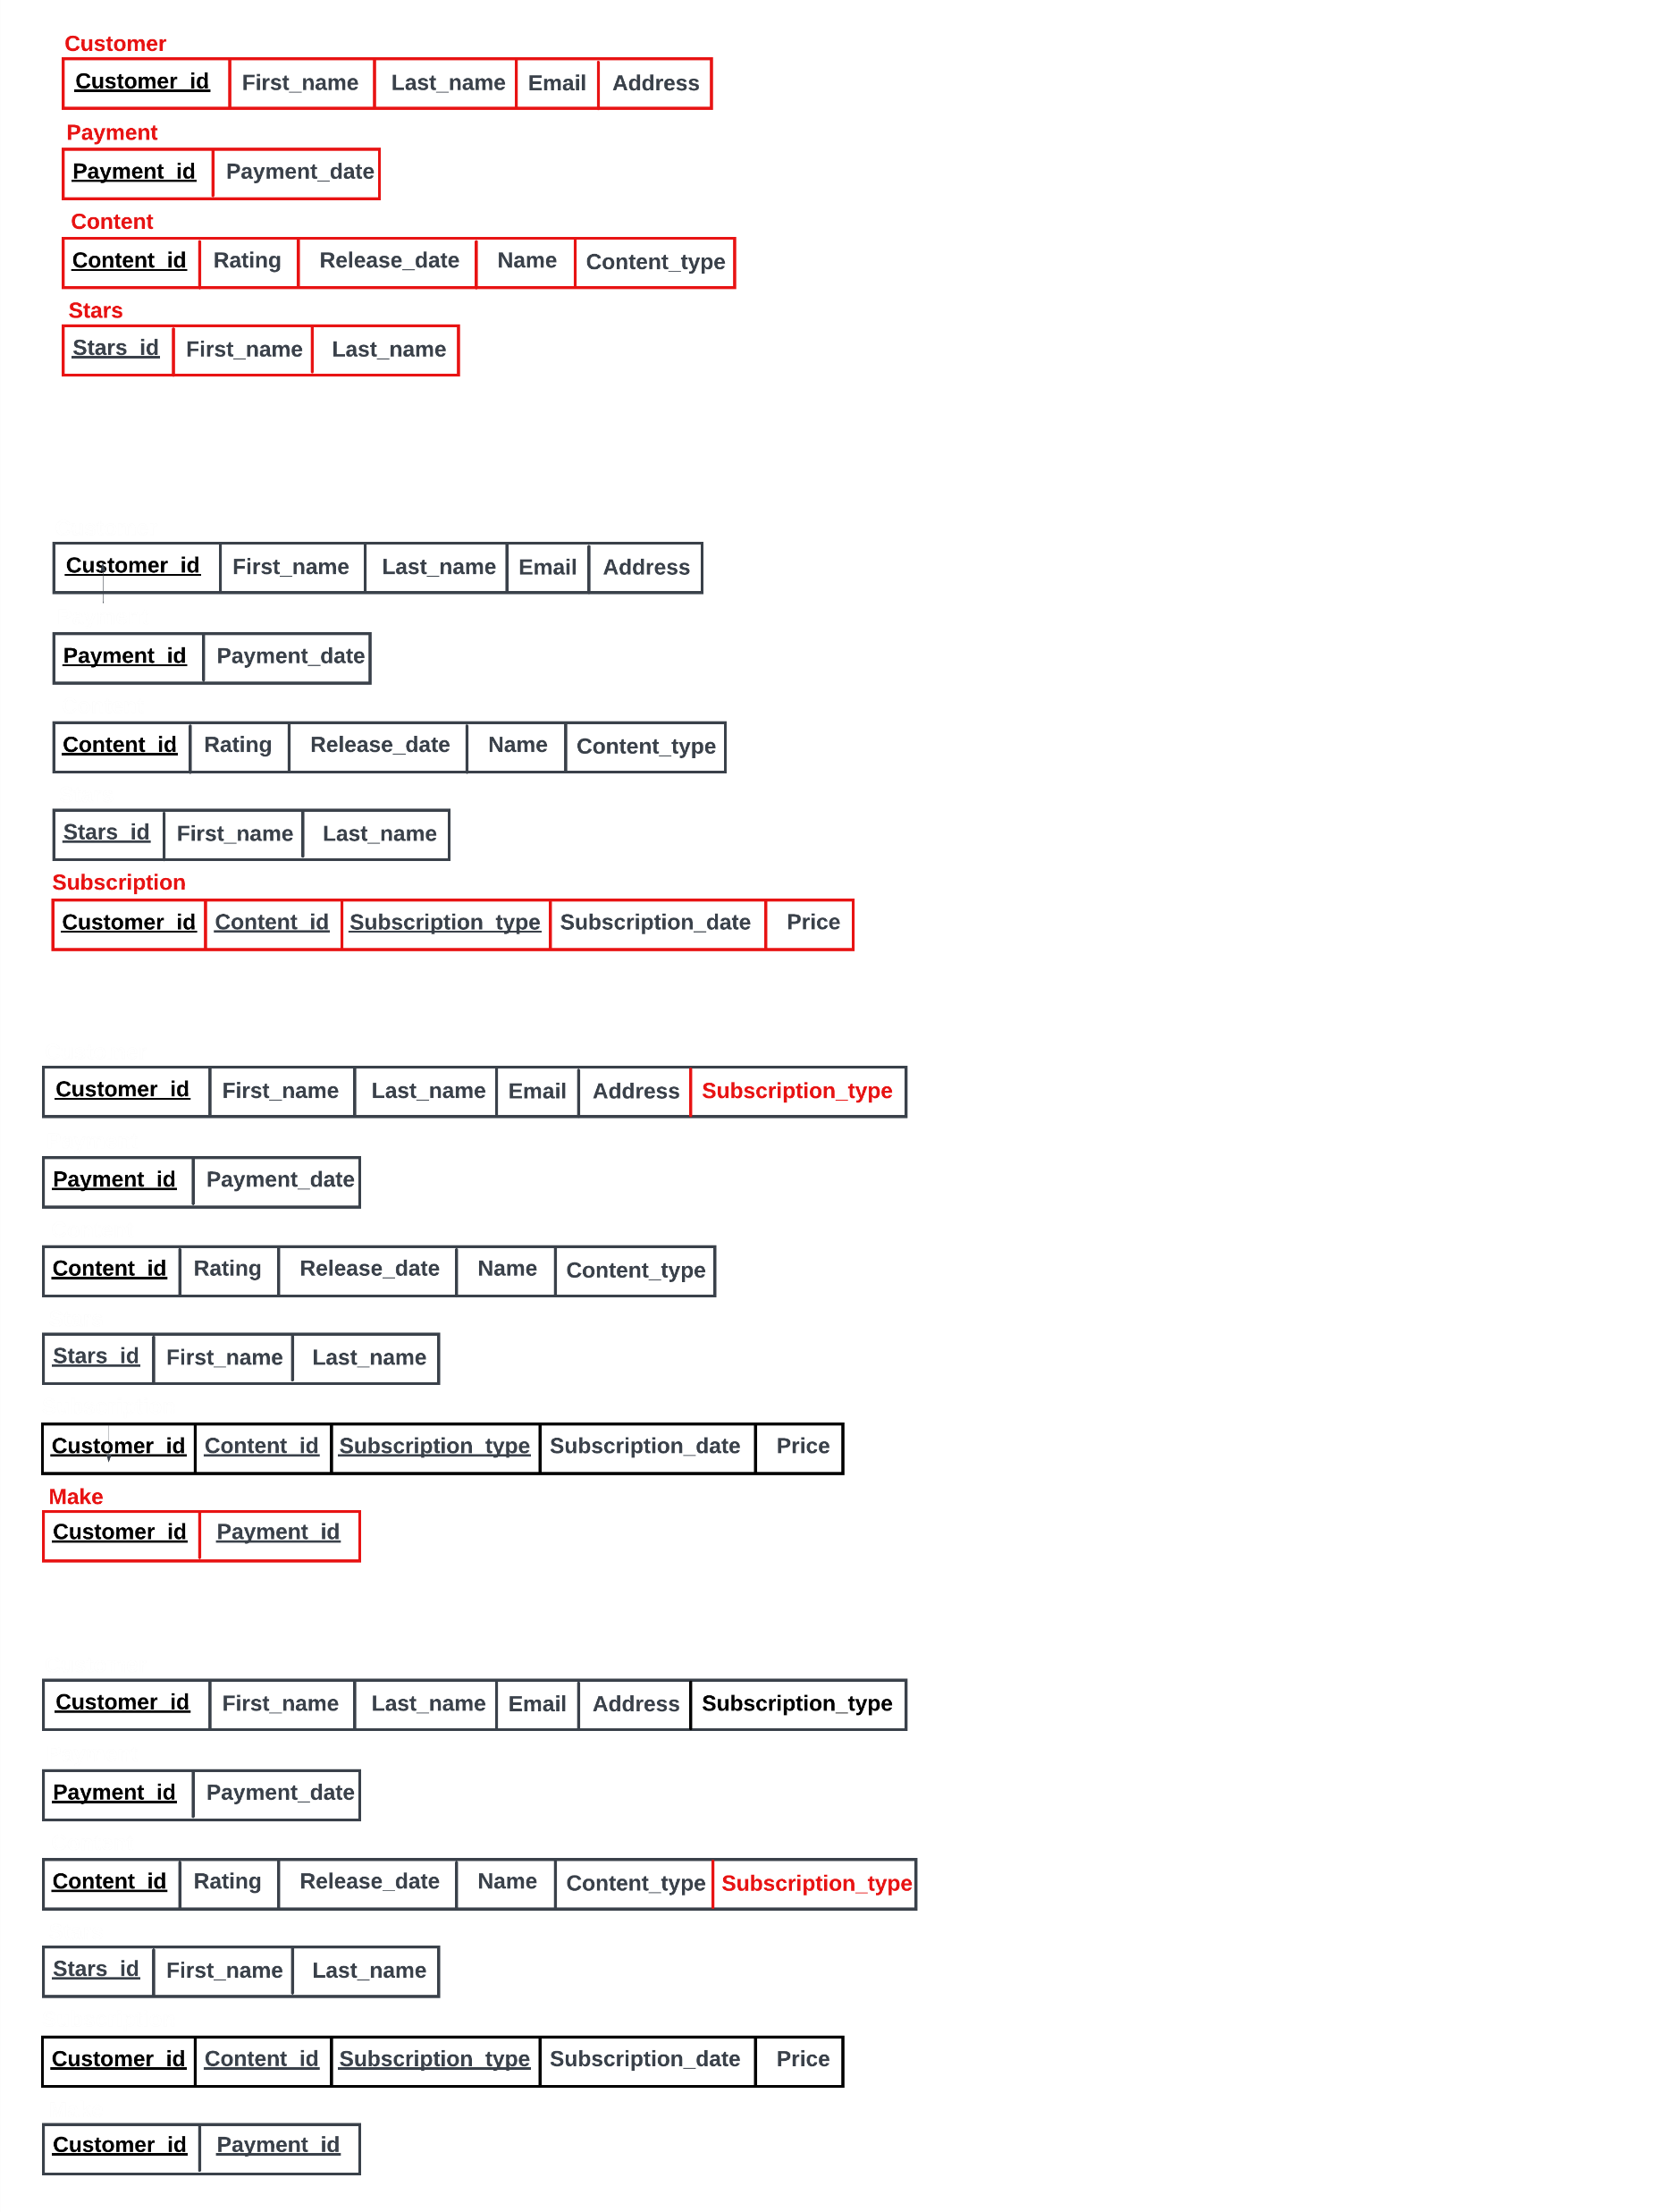 Customer
Customer_id First_name Last_name Email Address
Payment
Payment_id Payment_date
Content
Content_id Rating Release_date Name Content_type
Stars
Stars_id First_name Last_name
Customer_id First_name Last_name Email Address
Payment_id Payment_date
Content_id Rating Release_date Name Content_type
Stars_id First_name Last_name
Subscription
Customer_id Content_id Subscription_type Subscription_date Price
Customer_id First_name Last_name Email Address Subscription_type
Payment_id Payment_date
Content_id Rating Release_date Name Content_type
Stars_id First_name Last_name
Customer_id Content_id Subscription_type Subscription_date Price
Make
Customer_id Payment_id
Customer_id First_name Last_name Email Address Subscription_type
Payment_id Payment_date
Content_id Rating Release_date Name Content_type Subscription_type
Stars_id First_name Last_name
Customer_id Content_id Subscription_type Subscription_date Price
Customer_id Payment_id